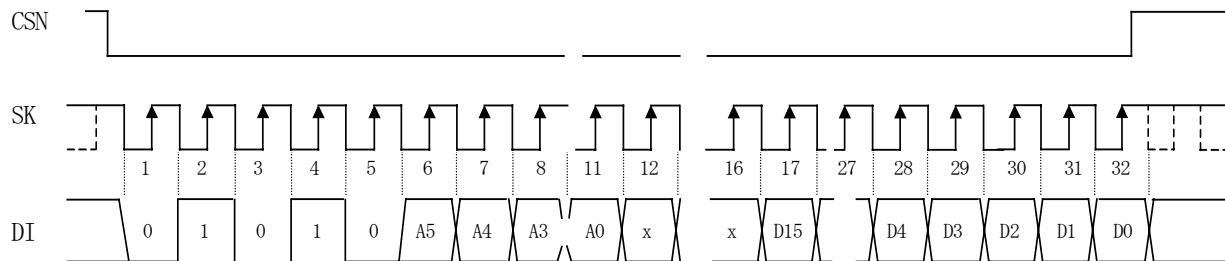 CSN
SK
1 2 3 4 5 6 7 8 11 12 16 17 27 28 29 30 31 32
DI 0 1 0 1 0 A5 A4 A3 A0 x x D15 D4 D3 D2 D1 D0